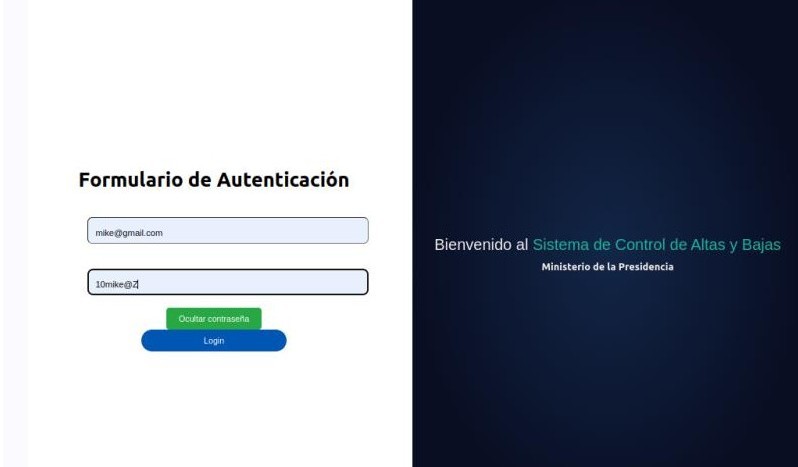 Formulario de Autenticación
mike@gmail.com
10mike@Z
Ocultar contraseña
Login
Bienvenido al Sistema de Control de Altas y Bajas
Ministerio de la Presidencia